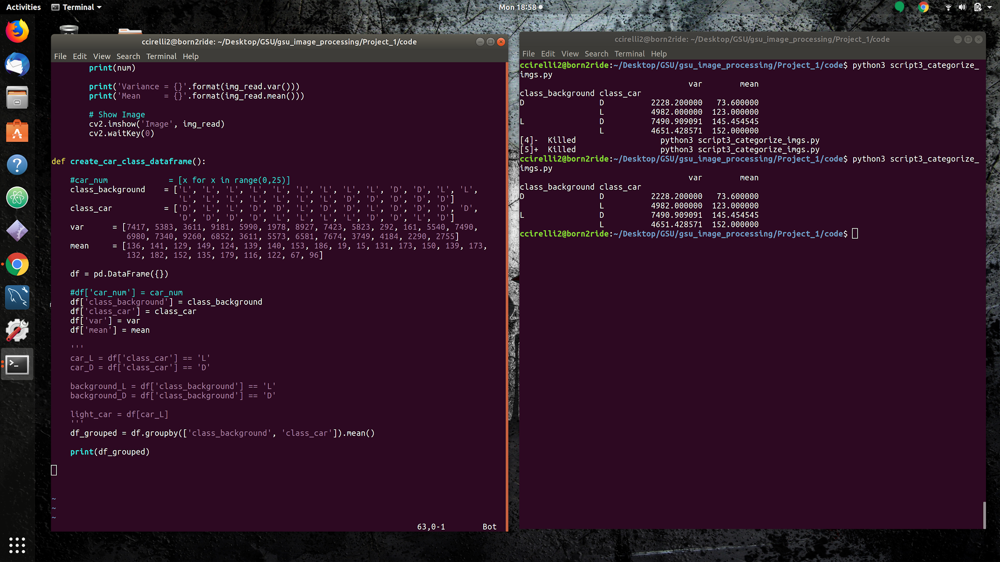 Activities Terminal Mon 18:58
ccirelli2@born2ride: ~/Desktop/GSU/gsu_image_processing/Project_1/code
File Edit View Search Terminal Help
        print(num)
        print('Variance = {}'.format(img_read.var()))
        print('Mean     = {}'.format(img_read.mean()))
        # Show Image
        cv2.imshow('Image', img_read)
        cv2.waitKey(0)
def create_car_class_dataframe():
    #car_num             = [x for x in range(0,25)]
    class_background    = ['L', 'L', 'L', 'L', 'L', 'L', 'L', 'L', 'L', 'D', 'D', 'L', 'L',
                           'L', 'L', 'L', 'L', 'L', 'L', 'L', 'D', 'D', 'D', 'D', 'D']
    class_car           = ['D', 'L', 'L', 'D', 'D', 'L', 'D', 'D', 'L', 'D', 'D', 'D', 'D',
                           'D', 'D', 'D', 'D', 'L', 'L', 'L', 'L', 'D', 'D', 'L', 'D']
    var      = [7417, 5383, 3611, 9181, 5990, 1978, 8927, 7423, 5823, 292, 161, 5540, 7490,
                6980, 7340, 9260, 6852, 3611, 5573, 6581, 7674, 3749, 4184, 2290, 2755]
    mean     = [136, 141, 129, 149, 124, 139, 140, 153, 186, 19, 15, 131, 173, 150, 139, 173,
                132, 182, 152, 135, 179, 116, 122, 67, 96]
    df = pd.DataFrame({})
    #df['car_num'] = car_num
    df['class_background'] = class_background
    df['class_car'] = class_car
    df['var'] = var
    df['mean'] = mean
    '''
    car_L = df['class_car'] == 'L'
    car_D = df['class_car'] == 'D'
    background_L = df['class_background'] == 'L'
    background_D = df['class_background'] == 'D'
    light_car = df[car_L]
    '''
    df_grouped = df.groupby(['class_background', 'class_car']).mean()
    print(df_grouped)
~
~
~
63,0-1 Bot
ccirelli2@born2ride: ~/Desktop/GSU/gsu_image_processing/Project_1/code
File Edit View Search Terminal Help
ccirelli2@born2ride:~/Desktop/GSU/gsu_image_processing/Project_1/code$ python3 script3_categorize_
imgs.py
                                    var        mean
class_background class_car
D                D          2228.200000   73.600000
                 L          4982.000000  123.000000
L                D          7490.909091  145.454545
                 L          4651.428571  152.000000
[4]-  Killed                  python3 script3_categorize_imgs.py
[5]+  Killed                  python3 script3_categorize_imgs.py
ccirelli2@born2ride:~/Desktop/GSU/gsu_image_processing/Project_1/code$ python3 script3_categorize_
imgs.py
                                    var        mean
class_background class_car
D                D          2228.200000   73.600000
                 L          4982.000000  123.000000
L                D          7490.909091  145.454545
                 L          4651.428571  152.000000
ccirelli2@born2ride:~/Desktop/GSU/gsu_image_processing/Project_1/code$